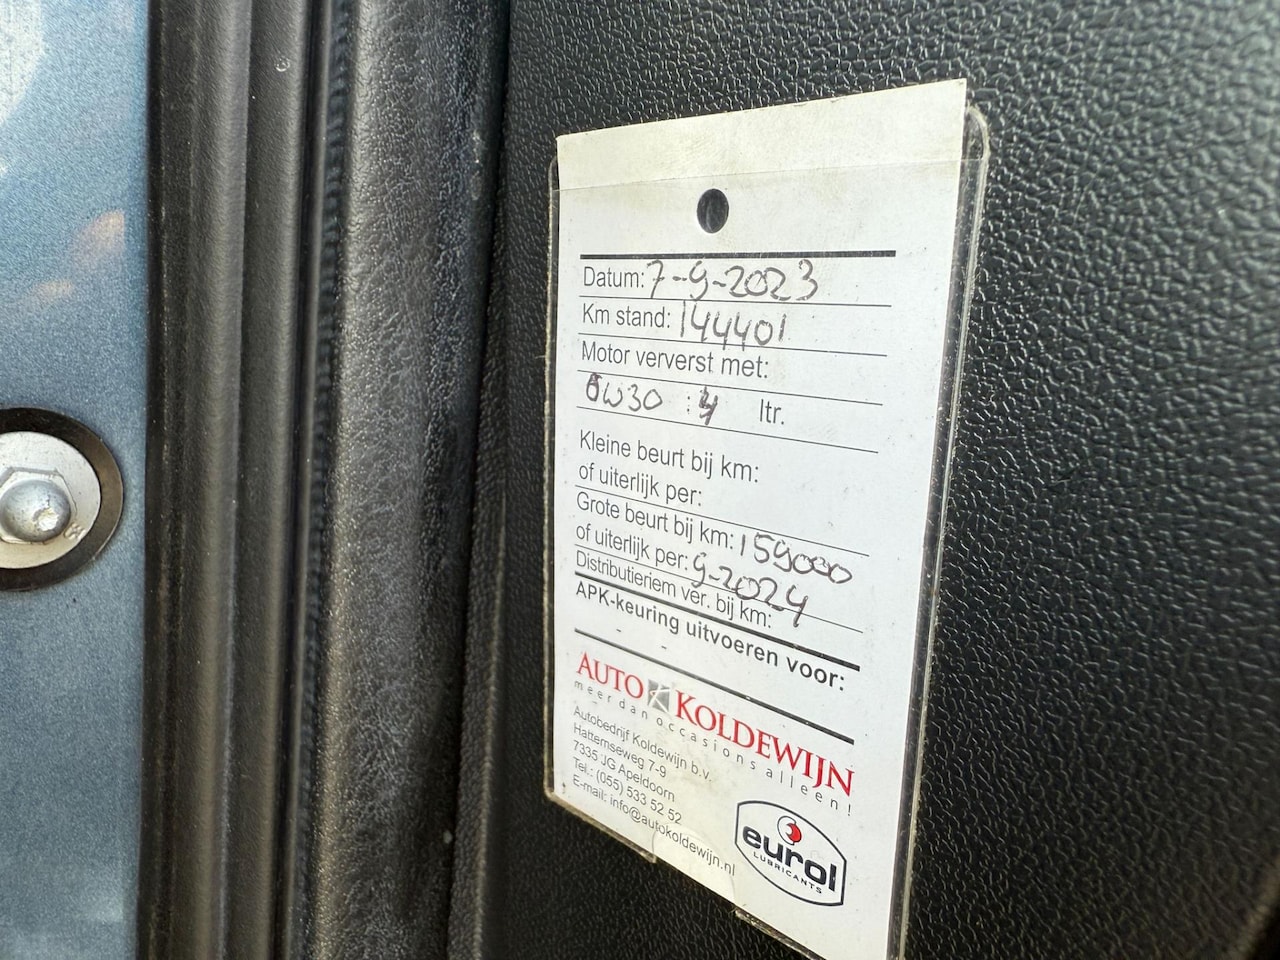 Datum: 7-9-2023
Km stand: 144401
Motor ververst met:
W30 : 4 ltr.
Kleine beurt bij km:
of uiterlijk per:
Grote beurt bij km: 159000
of uiterlijk per: 9-2024
Distributieriem ver. bij km:
APK-keuring uitvoeren voor:
AUTO KOLDEWIJN
meer dan occasions alleen!
Autobedrijf Koldewijn b.v.
Hattemseweg 7-9
7335 JG Apeldoorn
Tel.: (055) 533 52 52
E-mail: info@autokoldewijn.nl
eurol
LUBRICANTS